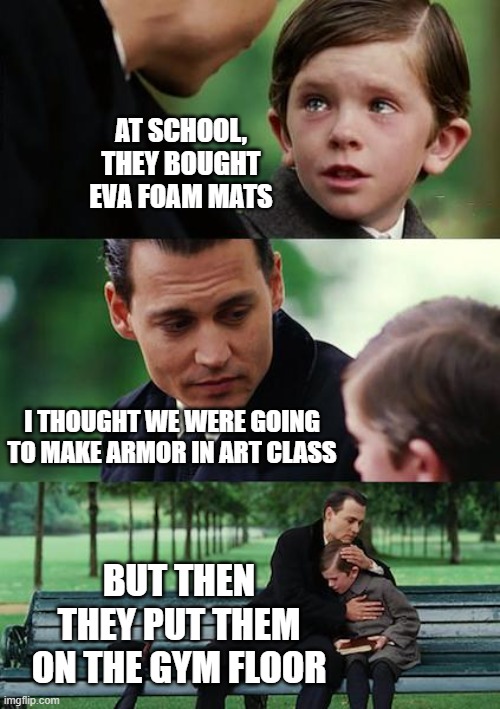 AT SCHOOL,
THEY BOUGHT
EVA FOAM MATS
I THOUGHT WE WERE GOING
TO MAKE ARMOR IN ART CLASS
BUT THEN
THEY PUT THEM
ON THE GYM FLOOR
imgflip.com